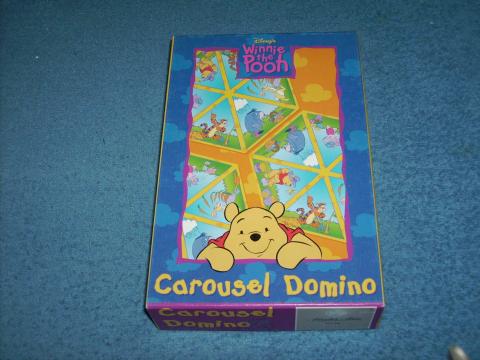 Disney's
Winnie
the
Pooh
Carousel Domino
Carousel
Domino